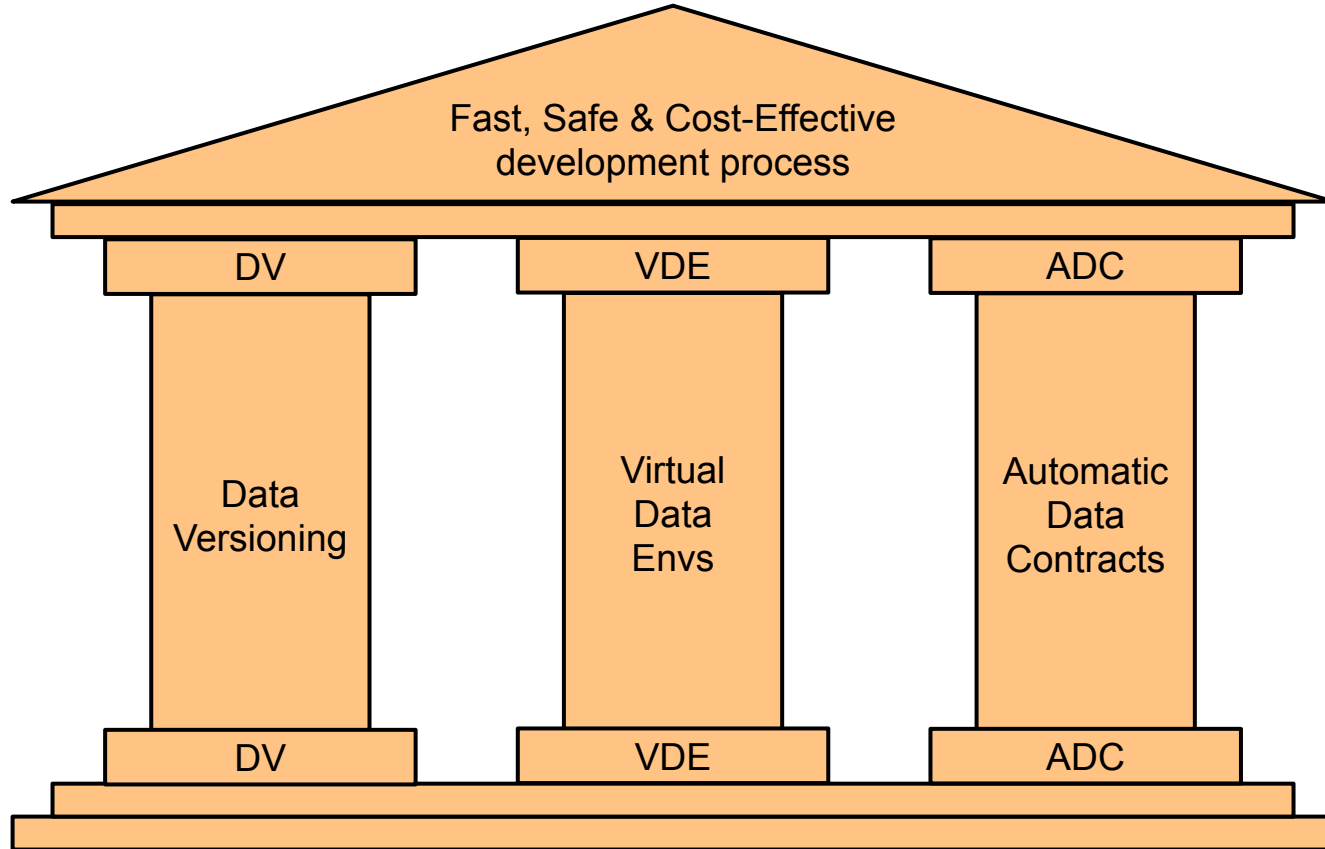 Fast, Safe & Cost-Effective
development process
DV
VDE
ADC
Data
Versioning
Virtual
Data
Envs
Automatic
Data
Contracts
DV
VDE
ADC